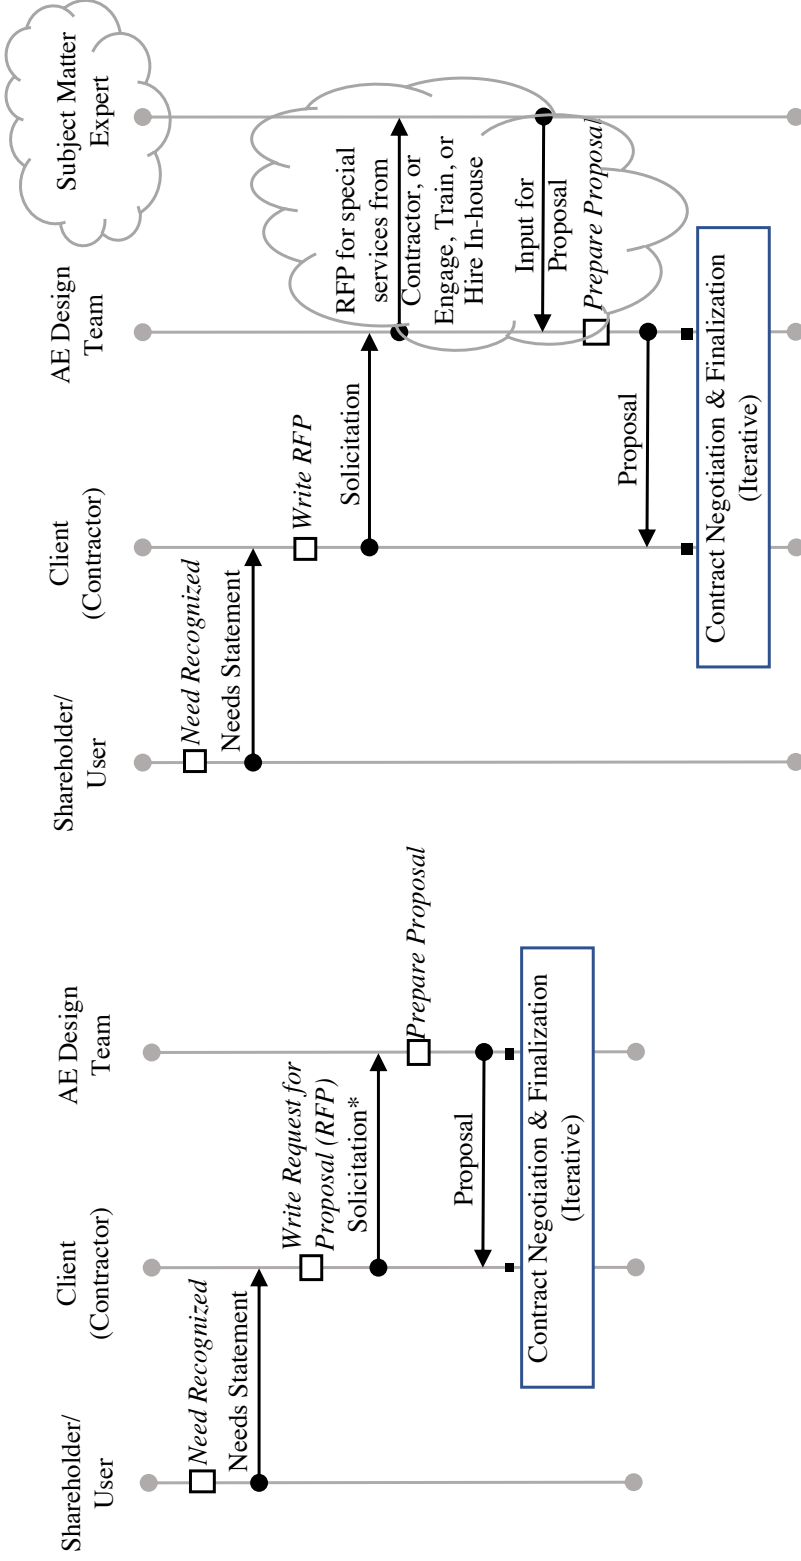 Shareholder/
User
Client
(Contractor)
AE Design
Team
Need Recognized
Needs Statement
Write Request for
Proposal (RFP)
Solicitation*
Prepare Proposal
Proposal
Contract Negotiation & Finalization
(Iterative)
Shareholder/
User
Client
(Contractor)
AE Design
Team
Subject Matter
Expert
Need Recognized
Needs Statement
Write RFP
Solicitation
RFP for special
services from
Contractor, or
Engage, Train, or
Hire In-house
Input for
Proposal
Prepare Proposal
Proposal
Contract Negotiation & Finalization
(Iterative)